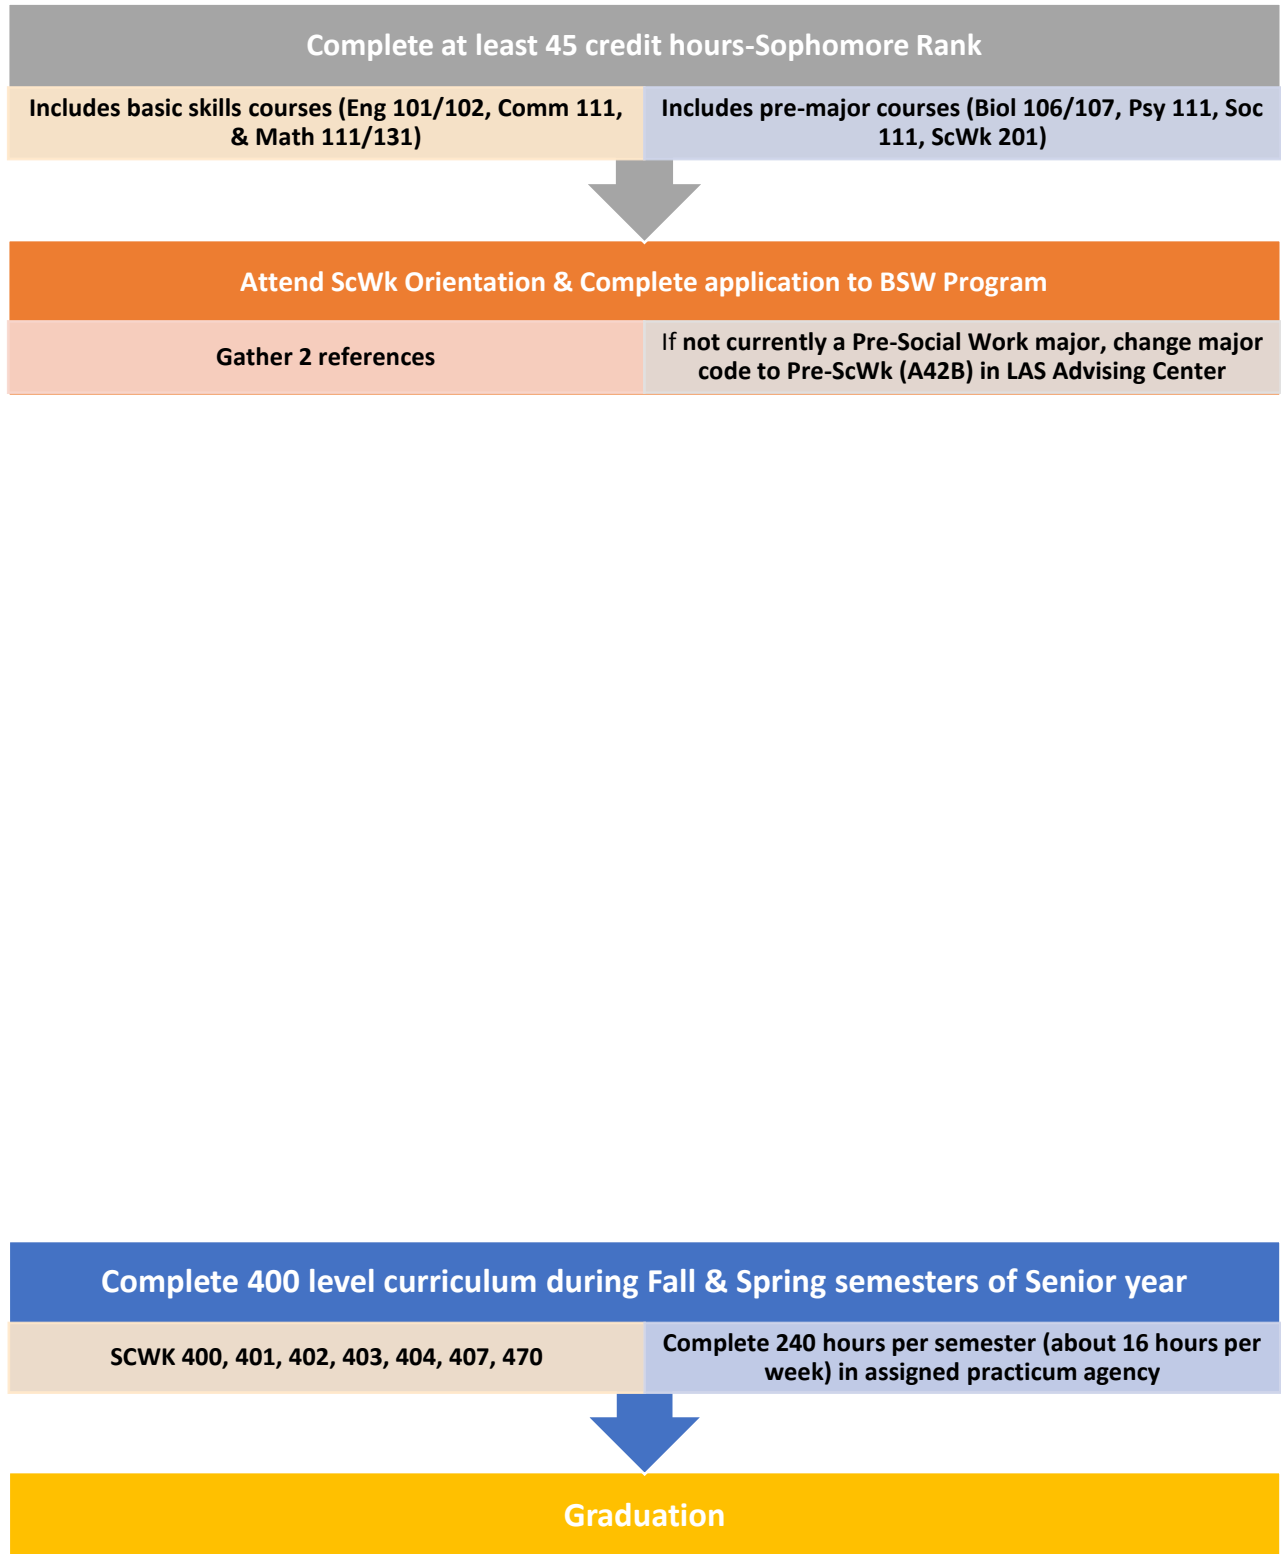 Complete at least 45 credit hours-Sophomore Rank
Includes basic skills courses (Eng 101/102, Comm 111,
& Math 111/131)
Includes pre-major courses (Biol 106/107, Psy 111, Soc
111, ScWk 201)
Attend ScWk Orientation & Complete application to BSW Program
Gather 2 references
If not currently a Pre-Social Work major, change major
code to Pre-ScWk (A42B) in LAS Advising Center
Complete 400 level curriculum during Fall & Spring semesters of Senior year
SCWK 400, 401, 402, 403, 404, 407, 470
Complete 240 hours per semester (about 16 hours per
week) in assigned practicum agency
Graduation